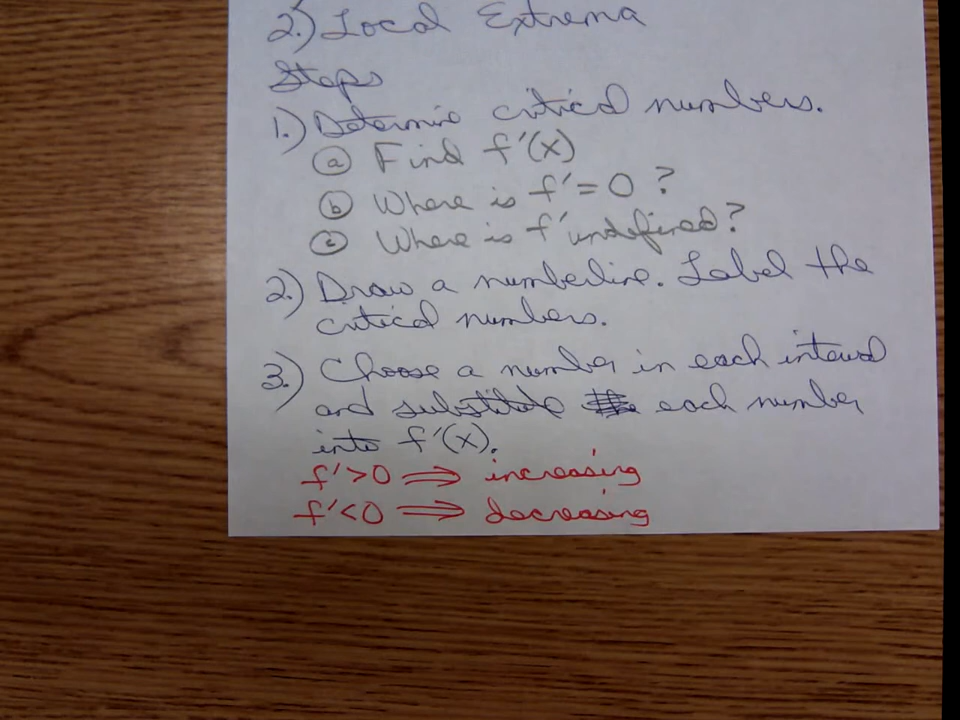 2.) Local Extrema
Steps
1.) Determine critical numbers.
(a) Find f'(x)
(b) Where is f' = 0 ?
(c) Where is f' undefined?
2.) Draw a numberline. Label the
critical numbers.
3.) Choose a number in each interval
and substitute each number
into f'(x).
f'>0 ⇒ increasing
f'<0 ⇒ decreasing